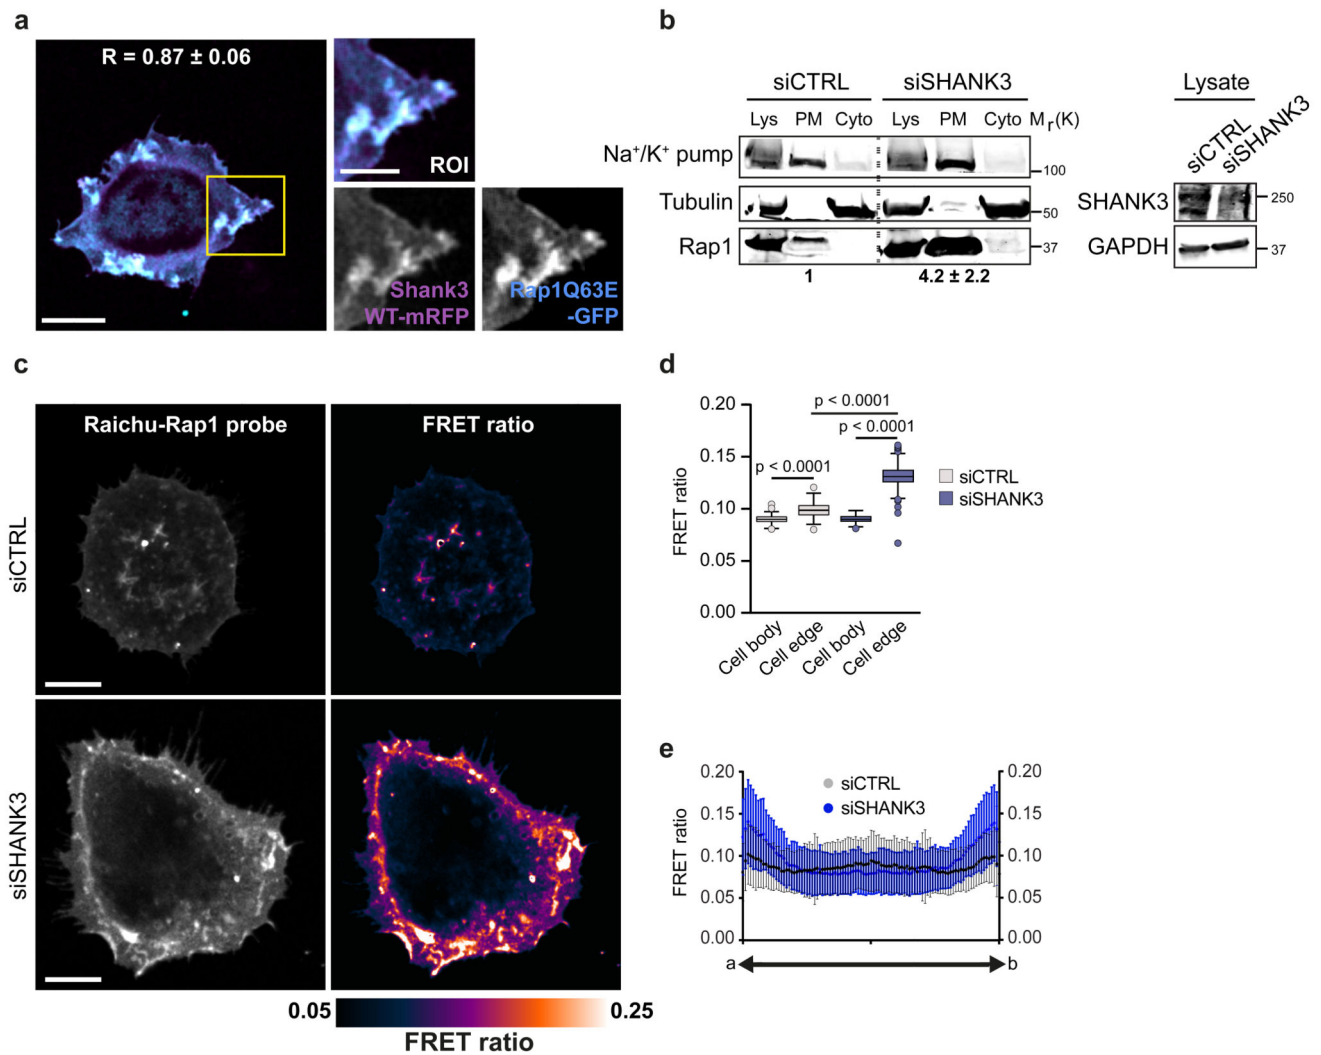 a
R = 0.87 ± 0.06
ROI
Shank3
WT-mRFP
Rap1Q63E
-GFP
b
siCTRL
siSHANK3
Lys PM Cyto Lys PM Cyto Mr(K)
Na+/K+ pump
100
Tubulin
50
Rap1
37
1
4.2 ± 2.2
Lysate
siCTRL
siSHANK3
SHANK3
250
GAPDH
37
c
Raichu-Rap1 probe
FRET ratio
siCTRL
siSHANK3
0.05
0.25
FRET ratio
d
FRET ratio
0.20
0.15
0.10
0.05
0.00
p < 0.0001
p < 0.0001
p < 0.0001
siCTRL
siSHANK3
Cell body
Cell edge
Cell body
Cell edge
e
FRET ratio
0.20
0.15
0.10
0.05
0.00
siCTRL
siSHANK3
0.20
0.15
0.10
0.05
0.00
a
b